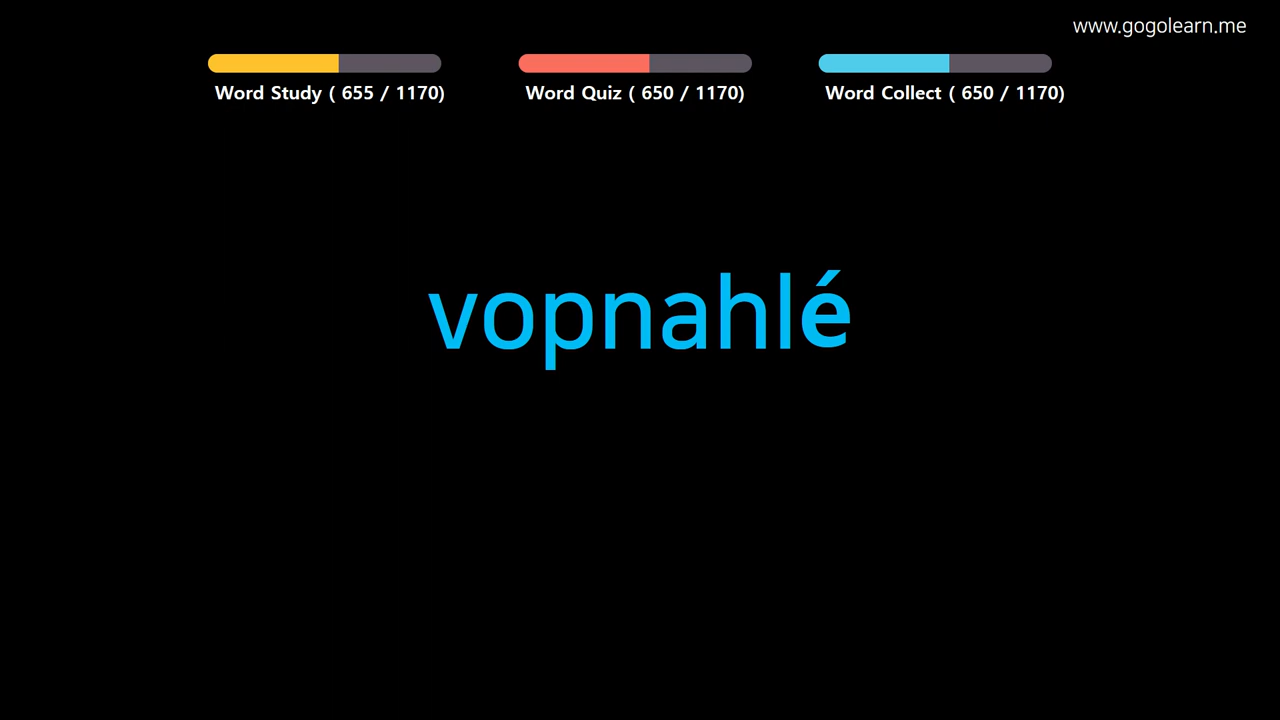 www.gogolearn.me
Word Study ( 655 / 1170)
Word Quiz ( 650 / 1170)
Word Collect ( 650 / 1170)
vopnahlé